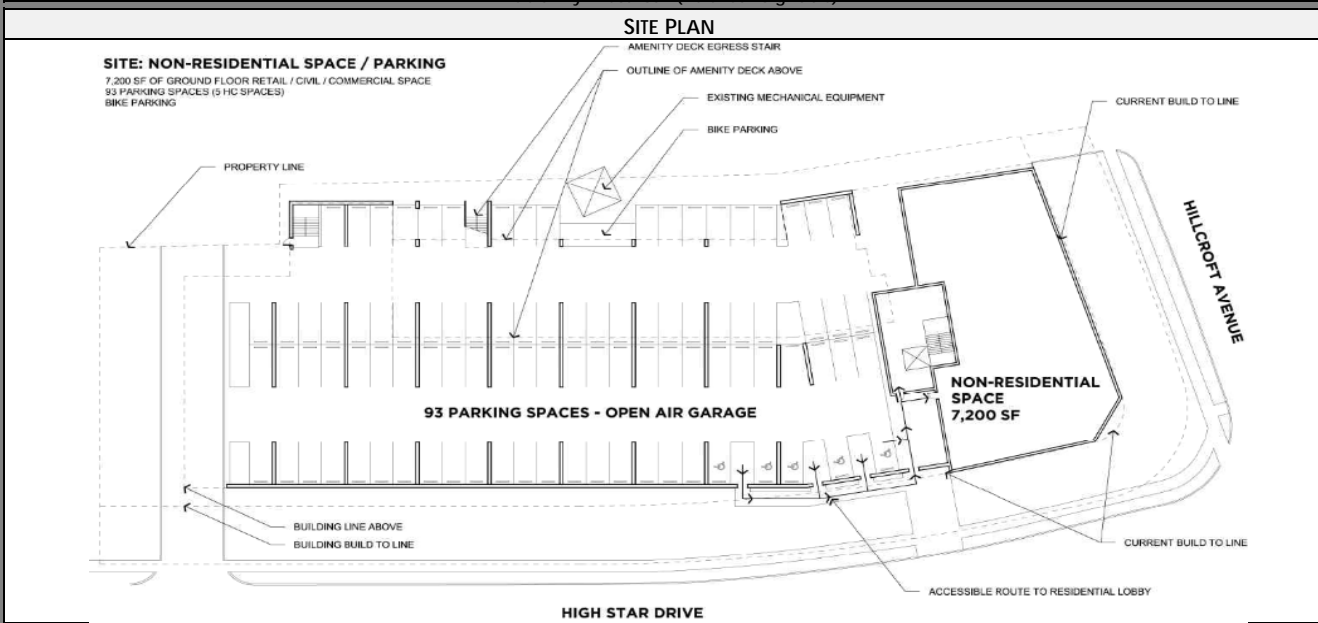 SITE PLAN
SITE: NON-RESIDENTIAL SPACE / PARKING
7,200 SF OF GROUND FLOOR RETAIL / CIVIL / COMMERCIAL SPACE
93 PARKING SPACES (5 HC SPACES)
BIKE PARKING
AMENITY DECK EGRESS STAIR
OUTLINE OF AMENITY DECK ABOVE
EXISTING MECHANICAL EQUIPMENT
BIKE PARKING
CURRENT BUILD TO LINE
PROPERTY LINE
HILLCROFT AVENUE
NON-RESIDENTIAL
SPACE
7,200 SF
93 PARKING SPACES - OPEN AIR GARAGE
BUILDING LINE ABOVE
BUILDING BUILD TO LINE
CURRENT BUILD TO LINE
ACCESSIBLE ROUTE TO RESIDENTIAL LOBBY
HIGH STAR DRIVE